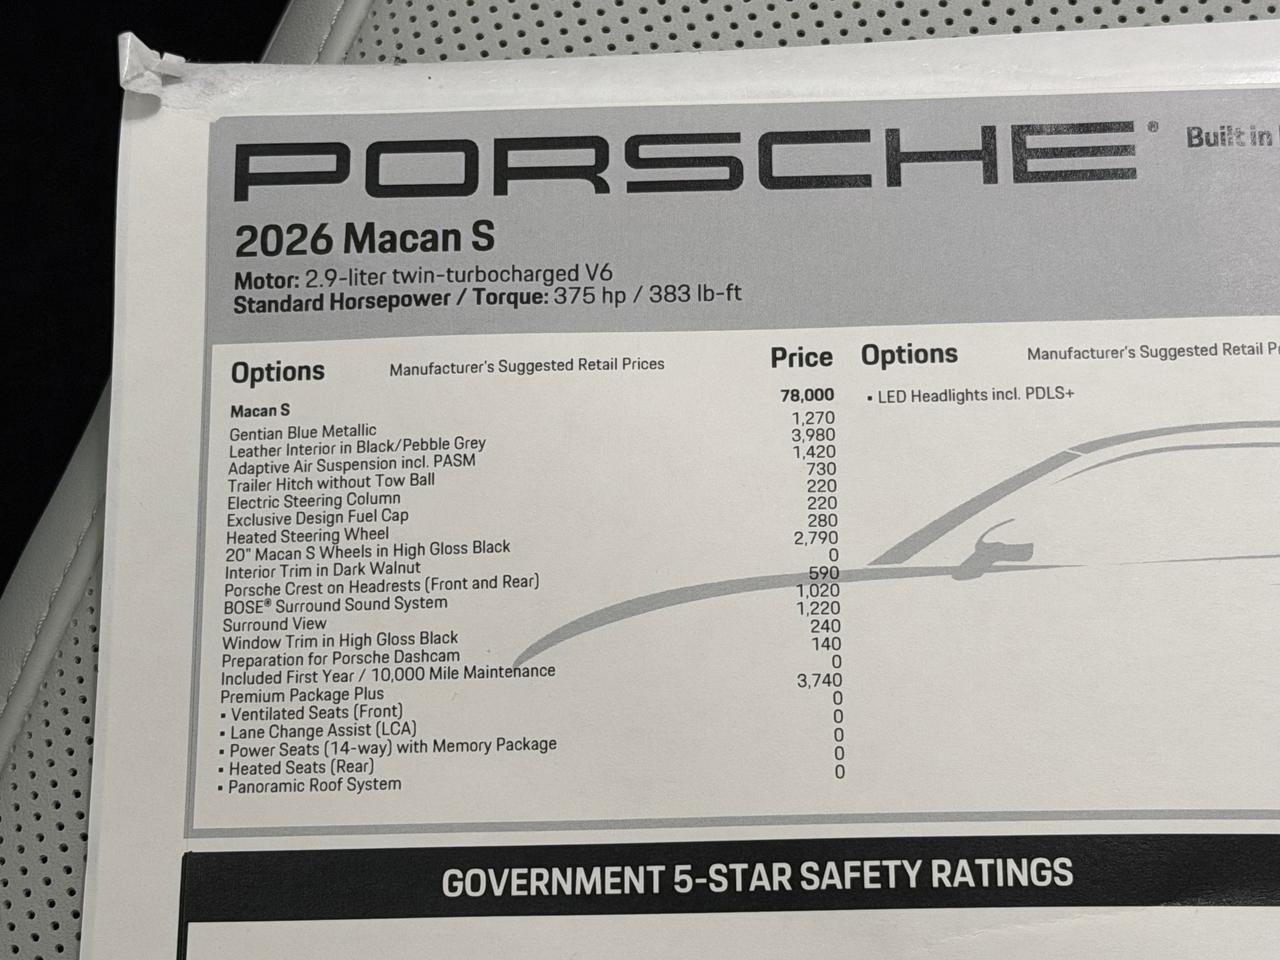 PORSCHE® Built in
2026 Macan S
Motor: 2.9-liter twin-turbocharged V6
Standard Horsepower / Torque: 375 hp / 383 lb-ft
Options Manufacturer's Suggested Retail Prices Price Options Manufacturer's Suggested Retail
Macan S 78,000 • LED Headlights incl. PDLS+
Gentian Blue Metallic 1,270
Leather Interior in Black/Pebble Grey 3,980
Adaptive Air Suspension incl. PASM 1,420
Trailer Hitch without Tow Ball 730
Electric Steering Column 220
Exclusive Design Fuel Cap 220
Heated Steering Wheel 280
20" Macan S Wheels in High Gloss Black 2,790
Interior Trim in Dark Walnut 0
Porsche Crest on Headrests (Front and Rear) 590
BOSE® Surround Sound System 1,020
Surround View 1,220
Window Trim in High Gloss Black 240
Preparation for Porsche Dashcam 140
Included First Year / 10,000 Mile Maintenance 0
Premium Package Plus 3,740
• Ventilated Seats (Front) 0
• Lane Change Assist (LCA) 0
• Power Seats (14-way) with Memory Package 0
• Heated Seats (Rear) 0
• Panoramic Roof System 0
GOVERNMENT 5-STAR SAFETY RATINGS